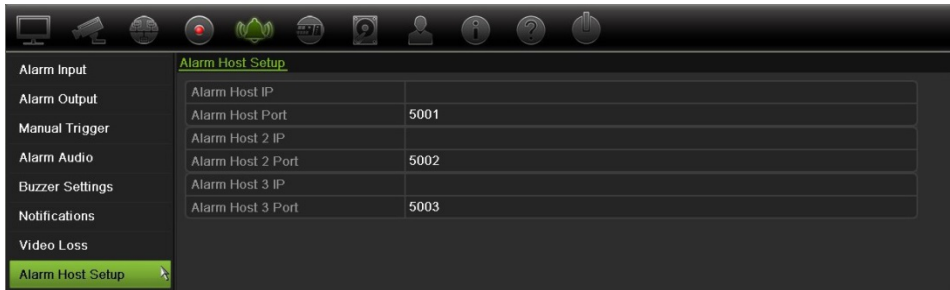 Alarm Input
Alarm Output
Manual Trigger
Alarm Audio
Buzzer Settings
Notifications
Video Loss
Alarm Host Setup
Alarm Host Setup
Alarm Host IP
Alarm Host Port 5001
Alarm Host 2 IP
Alarm Host 2 Port 5002
Alarm Host 3 IP
Alarm Host 3 Port 5003